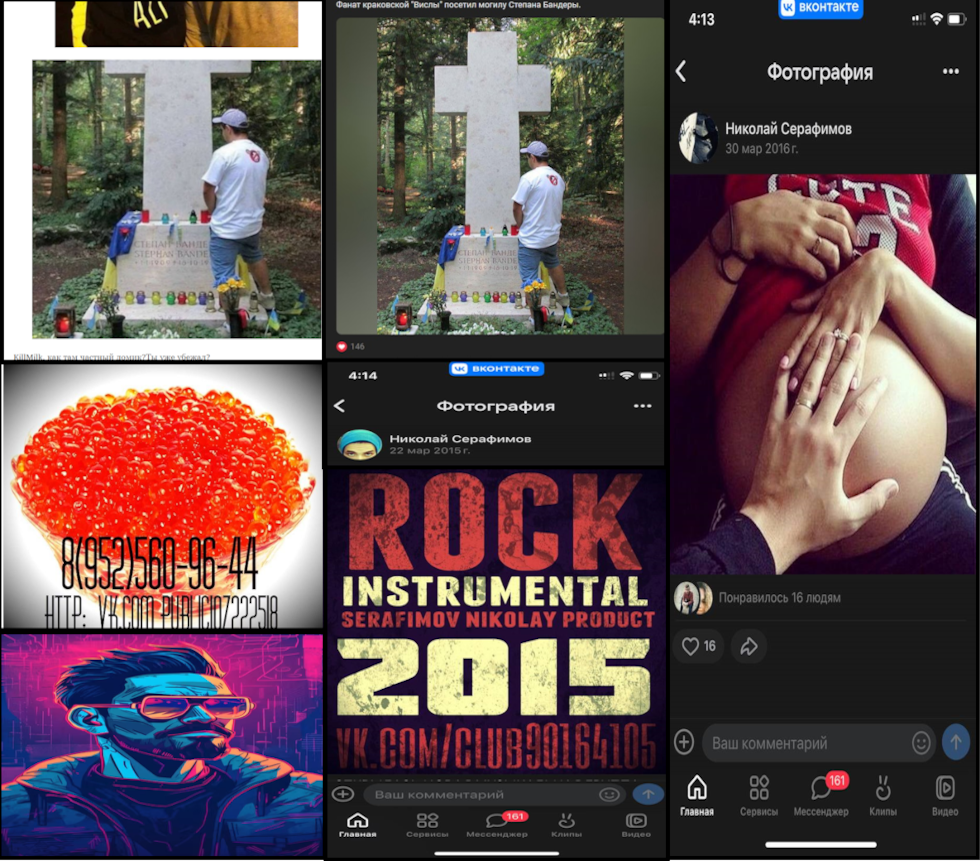 ALI
СТЕПАН БАНДЕ
STEPHAN BANDE
KillMilk, как там частный домик?Ты уже убежал?
Фанат краковской "Вислы" посетил могилу Степана Бандеры.
СТЕПАН БАНДЕ
STEPHAN BANDE
146
8(952)560-96-44
HTTP: VK.COM PUBLIC107222518
4:14
вконтакте
Фотография
Николай Серафимов
22 мар 2015 г.
ROCK
INSTRUMENTAL
SERAFIMOV NIKOLAY PRODUCT
2015
VK.COM/CLUB90164105
Ваш комментарий
161
Главная
Сервисы
Мессенджер
Клипы
Видео
4:13
вконтакте
Фотография
Николай Серафимов
30 мар 2016 г.
CUTE
Понравилось 16 людям
16
Ваш комментарий
161
Главная
Сервисы
Мессенджер
Клипы
Видео